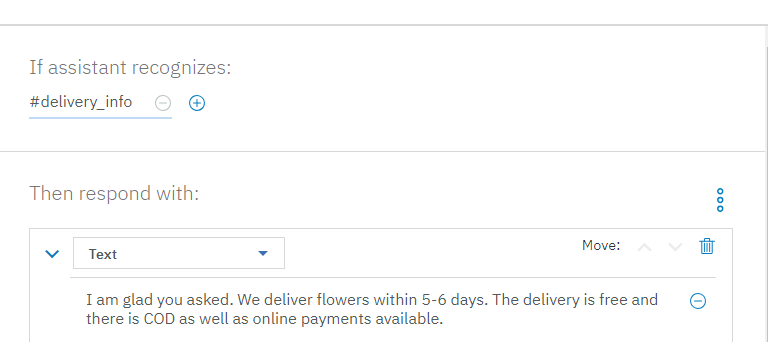 If assistant recognizes:
#delivery_info
Then respond with:
Text
Move:
I am glad you asked. We deliver flowers within 5-6 days. The delivery is free and
there is COD as well as online payments available.